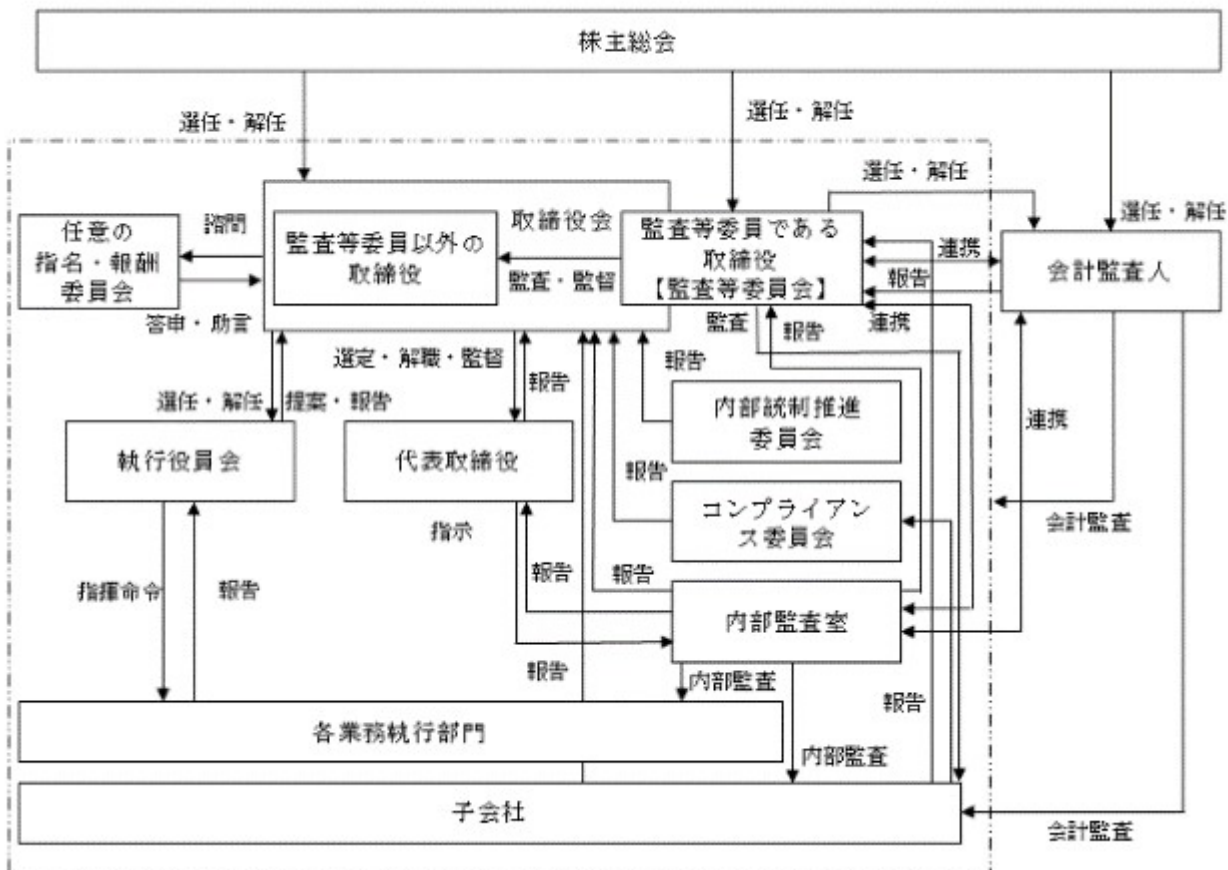 株主総会
選任・解任
選任・解任
選任・解任
選任・解任
任意の
指名・報酬
委員会
諮問
答申・助言
取締役会
監査等委員以外の
取締役
監査・監督
監査等委員である
取締役
【監査等委員会】
連携
報告
連携
会計監査人
監査
報告
選定・解職・監督
報告
報告
選任・解任
提案・報告
内部統制推進
委員会
連携
執行役員会
代表取締役
報告
コンプライアン
ス委員会
会計監査
指示
指揮命令
報告
報告
報告
内部監査室
報告
内部監査
報告
各業務執行部門
内部監査
子会社
会計監査